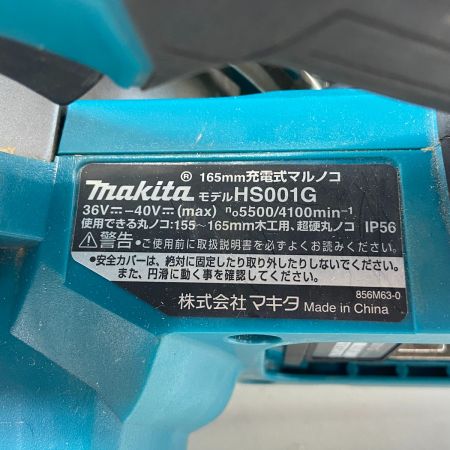 ® 165mm充電式マルノコ
makita モデルHS001G
36V⎓-40V⎓(max) n₀5500/4100min⁻¹
使用できる丸ノコ:155~165mm木工用、超硬丸ノコ IP56
⚠警告●ご使用前に取扱説明書を必ずよくお読みください。
●安全カバーは、絶対に固定したり取り外したりしないでください。
また、円滑に動く事を確認してください。
856M63-0
株式会社マキタ Made in China